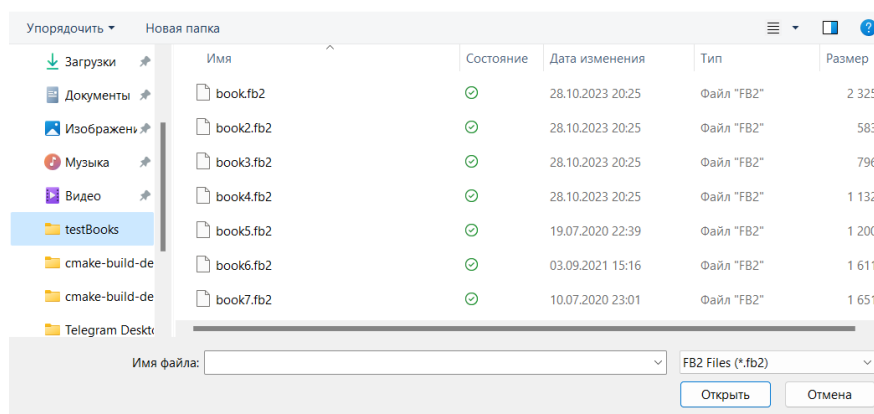 Упорядочить Новая папка
Имя Состояние Дата изменения Тип Размер
Загрузки
Документы
Изображени
Музыка
Видео
testBooks
cmake-build-de
cmake-build-de
Telegram Deskto
book.fb2 28.10.2023 20:25 Файл "FB2" 2 325
book2.fb2 28.10.2023 20:25 Файл "FB2" 583
book3.fb2 28.10.2023 20:25 Файл "FB2" 796
book4.fb2 28.10.2023 20:25 Файл "FB2" 1 132
book5.fb2 19.07.2020 22:39 Файл "FB2" 1 200
book6.fb2 03.09.2021 15:16 Файл "FB2" 1 611
book7.fb2 10.07.2020 23:01 Файл "FB2" 1 651
Имя файла: FB2 Files (*.fb2)
Открыть Отмена